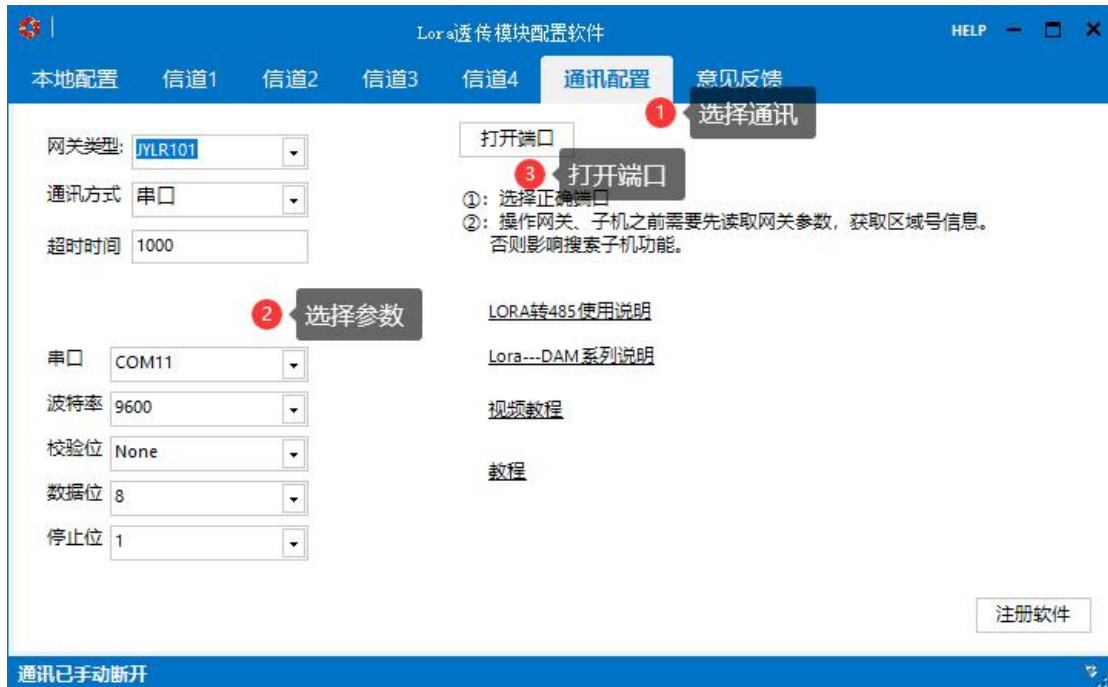 Lora透传模块配置软件
HELP
本地配置 信道1 信道2 信道3 信道4 通讯配置 意见反馈
1 选择通讯
网关类型: JYLR101
打开端口
3 打开端口
通讯方式 串口
①: 选择正确端口
②: 操作网关、子机之前需要先读取网关参数, 获取区域号信息。
否则影响搜索子机功能。
超时时间 1000
2 选择参数
LORA转485使用说明
串口 COM11
Lora---DAM系列说明
波特率 9600
视频教程
校验位 None
教程
数据位 8
停止位 1
注册软件
通讯已手动断开